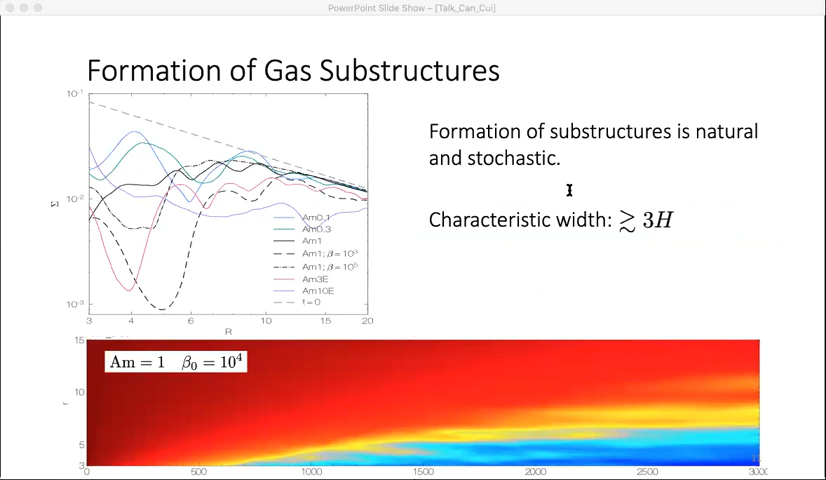 PowerPoint Slide Show – [Talk_Can_Cui]
Formation of Gas Substructures
10⁻¹
10⁻²
10⁻³
Σ
3 4 6 10 15 20
R
Am0.1
Am0.3
Am1
Am1; β=10³
Am1; β=10⁵
Am3E
Am10E
t=0
Formation of substructures is natural
and stochastic.
Characteristic width: ≳ 3H
Am = 1 β₀ = 10⁴
15
10
5
3
r
0 500 1000 1500 2000 2500 3000